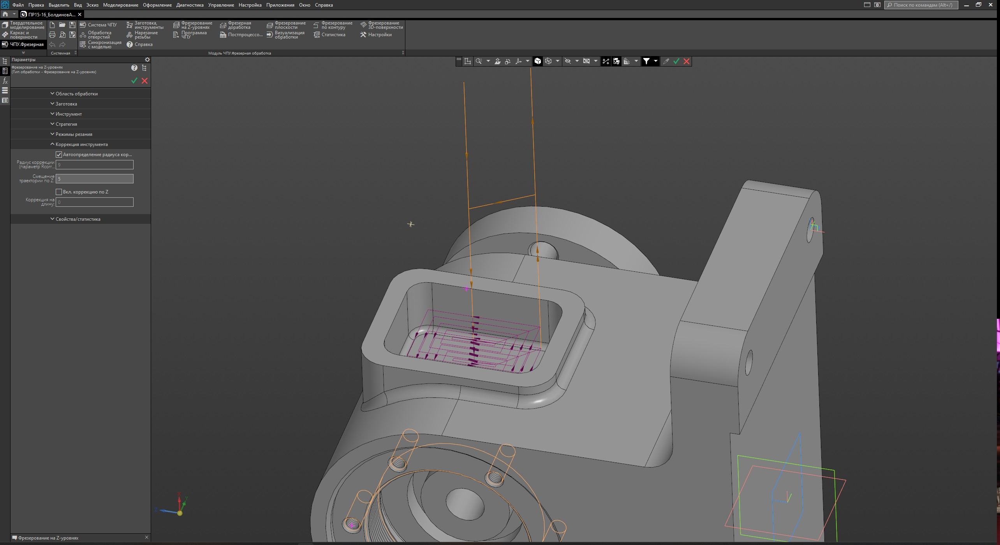 Файл Правка Выделить Вид Эскиз Моделирование Оформление Диагностика Управление Настройка Приложения Окно Справка
Поиск по командам (Alt+/)
ПР15-16_БолдиновА...
Твердотельное
моделирование
Каркас и
поверхности
ЧПУ.Фрезерная
Системная
Система ЧПУ
Обработка
отверстий
Синхронизация
с моделью
Заготовка,
инструменты
Нарезание
резьбы
Справка
Фрезерование
на Z-уровнях
Программа
ЧПУ
Фрезерная
доработка
Постпроцессо...
Фрезерование
плоскости
Визуализация
обработки
Фрезерование
по контуру
Статистика
Фрезерование
3D-поверхности
Настройки
Модуль ЧПУ.Фрезерная обработка
Параметры
Фрезерование на Z-уровнях
(Тип обработки - Фрезерование на Z-уровнях)
Область обработки
Заготовка
Инструмент
Стратегия
Режимы резания
Коррекция инструмента
Автоопределение радиуса кор...
Радиус коррекции
(параметр Rcorr...
9
Смещение
траектории по Z:
5
Вкл. коррекцию по Z
Коррекция на
длину:
0
Свойства/статистика
X
Y
Z
Фрезерование на Z-уровнях